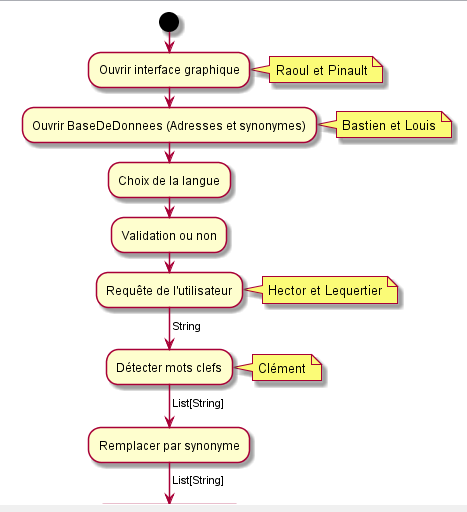 Ouvrir interface graphique
Raoul et Pinault
Ouvrir BaseDeDonnees (Adresses et synonymes)
Bastien et Louis
Choix de la langue
Validation ou non
Requête de l'utilisateur
Hector et Lequertier
String
Détecter mots clefs
Clément
List[String]
Remplacer par synonyme
List[String]